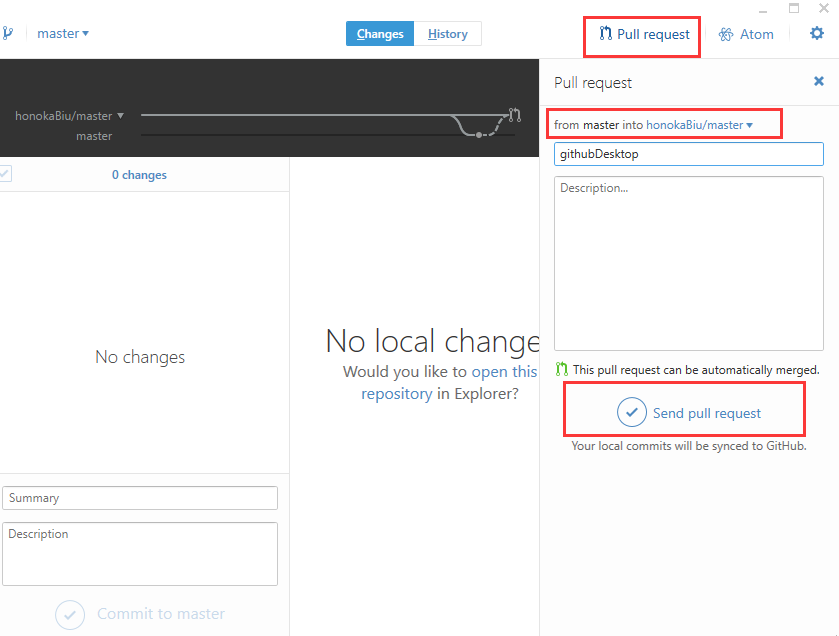 master
Changes
History
Pull request
Atom
honokaBiu/master
master
Pull request
from master into honokaBiu/master
githubDesktop
Description...
0 changes
No changes
No local change
Would you like to open this
repository in Explorer?
This pull request can be automatically merged.
Send pull request
Your local commits will be synced to GitHub.
Summary
Description
Commit to master